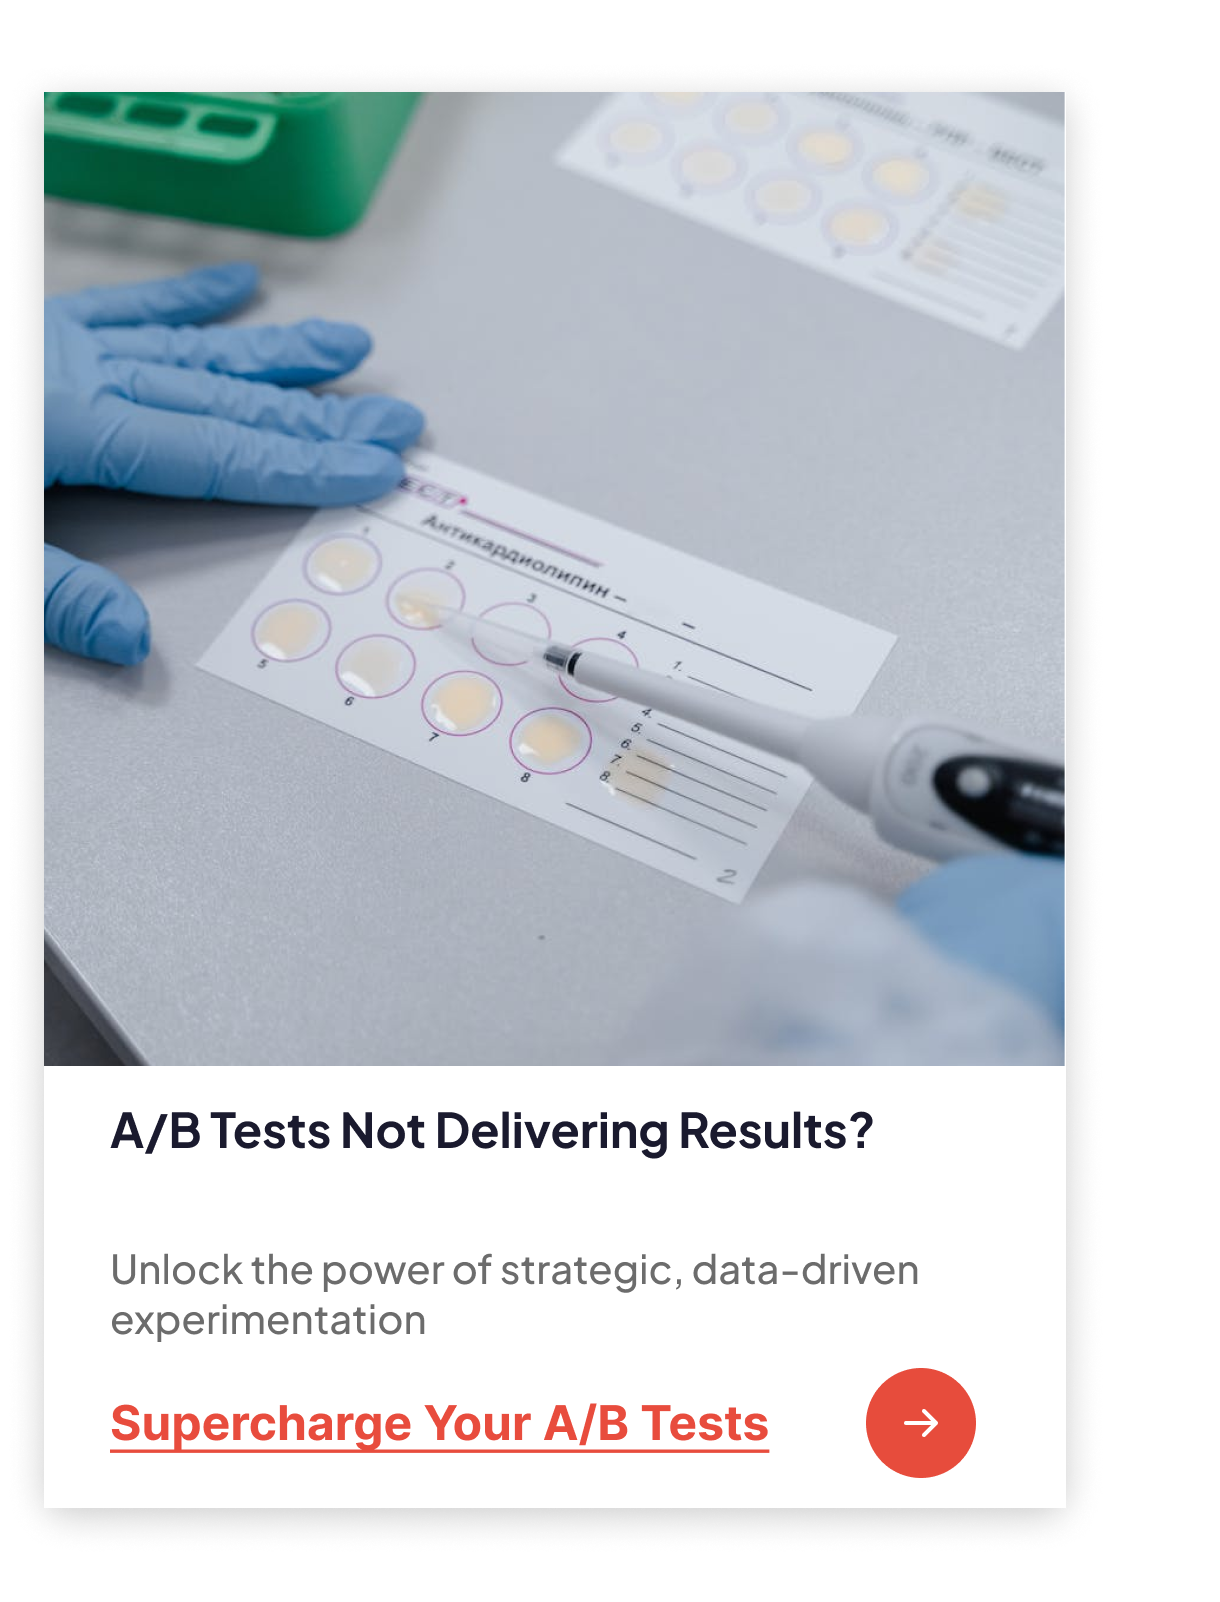 ЕСТ
Антикардиолипин –
–
1
2
3
4
5
6
7
8
1.
4.
5.
6.
7.
8.
2
A/B Tests Not Delivering Results?
Unlock the power of strategic, data-driven
experimentation
Supercharge Your A/B Tests